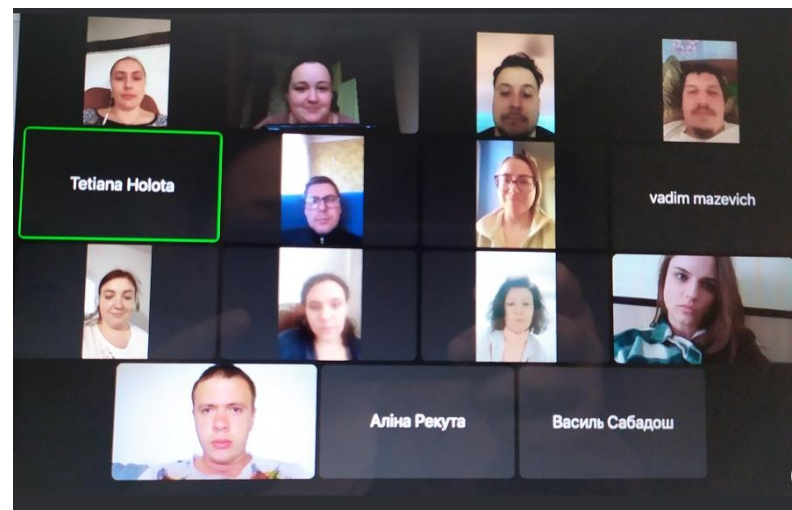 Tetiana Holota
vadim mazevich
Аліна Рекута
Василь Сабадош